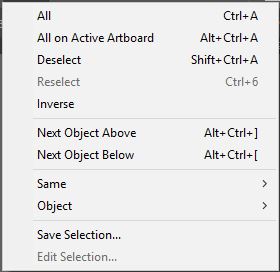 All Ctrl+A
All on Active Artboard Alt+Ctrl+A
Deselect Shift+Ctrl+A
Reselect Ctrl+6
Inverse
Next Object Above Alt+Ctrl+]
Next Object Below Alt+Ctrl+[
Same
Object
Save Selection...
Edit Selection...